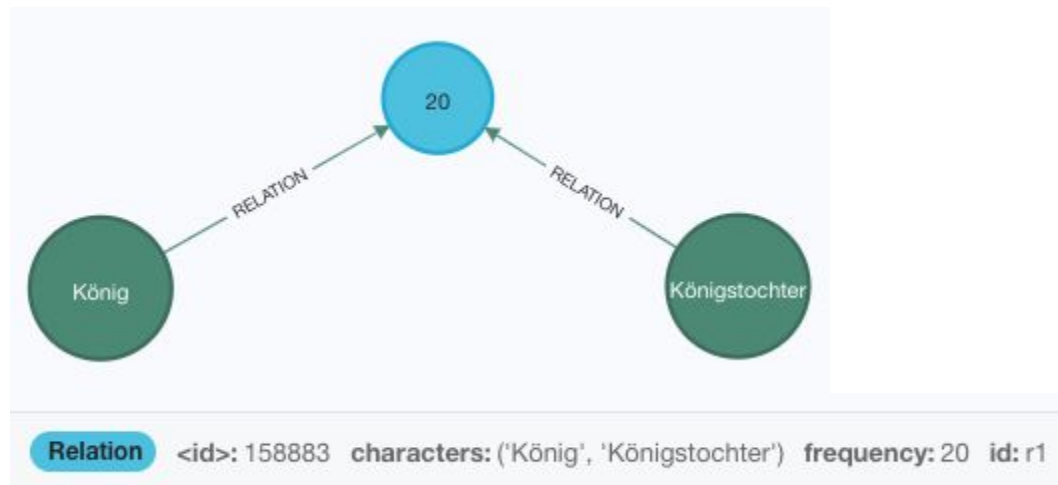 20
RELATION
RELATION
König
Königstochter
Relation <id>: 158883 characters: ('König', 'Königstochter') frequency: 20 id: r1